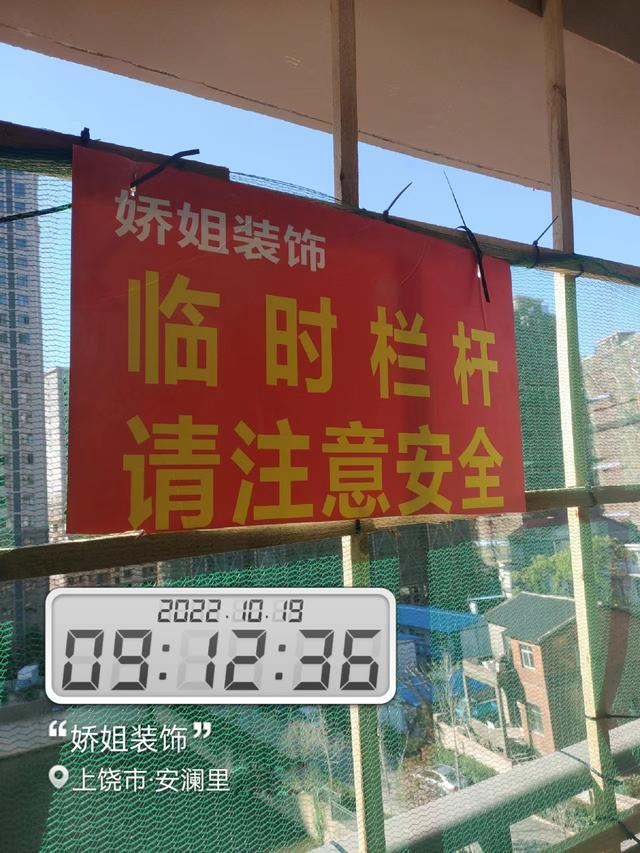 娇姐装饰
临时栏杆
请注意安全
2022.10.19
09:12:36
“娇姐装饰”
上饶市·安澜里